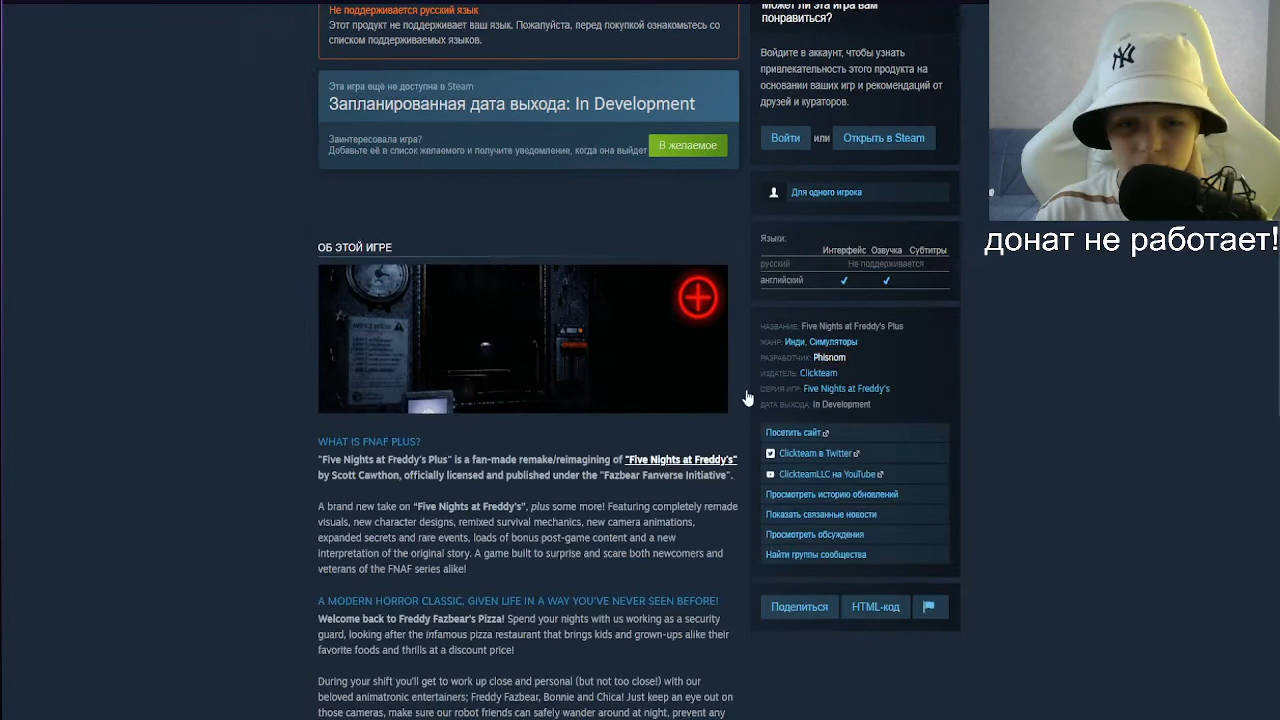 Не поддерживается русский язык
Этот продукт не поддерживает ваш язык. Пожалуйста, перед покупкой ознакомьтесь со
списком поддерживаемых языков.
Эта игра ещё не доступна в Steam
Запланированная дата выхода: In Development
Заинтересовала игра?
Добавьте её в список желаемого и получите уведомление, когда она выйдет
В желаемое
ОБ ЭТОЙ ИГРЕ
WHAT IS FNAF PLUS?
"Five Nights at Freddy's Plus" is a fan-made remake/reimagining of "Five Nights at Freddy's"
by Scott Cawthon, officially licensed and published under the "Fazbear Fanverse Initiative".
A brand new take on "Five Nights at Freddy's", plus some more! Featuring completely remade
visuals, new character designs, remixed survival mechanics, new camera animations,
expanded secrets and rare events, loads of bonus post-game content and a new
interpretation of the original story. A game built to surprise and scare both newcomers and
veterans of the FNAF series alike!
A MODERN HORROR CLASSIC, GIVEN LIFE IN A WAY YOU'VE NEVER SEEN BEFORE!
Welcome back to Freddy Fazbear's Pizza! Spend your nights with us working as a security
guard, looking after the infamous pizza restaurant that brings kids and grown-ups alike their
favorite foods and thrills at a discount price!
During your shift you'll get to work up close and personal (but not too close!) with our
beloved animatronic entertainers; Freddy Fazbear, Bonnie and Chica! Just keep an eye out on
those cameras, make sure our robot friends can safely wander around at night, prevent any
Может ли эта игра вам
понравиться?
Войдите в аккаунт, чтобы узнать
привлекательность этого продукта на
основании ваших игр и рекомендаций от
друзей и кураторов.
Войти или Открыть в Steam
Для одного игрока
Языки:
Интерфейс Озвучка Субтитры
русский Не поддерживается
английский ✔ ✔
НАЗВАНИЕ: Five Nights at Freddy's Plus
ЖАНР: Инди, Симуляторы
РАЗРАБОТЧИК: Phisnom
ИЗДАТЕЛЬ: Clickteam
СЕРИЯ ИГР: Five Nights at Freddy's
ДАТА ВЫХОДА: In Development
Посетить сайт
Clickteam в Twitter
ClickteamLLC на YouTube
Просмотреть историю обновлений
Показать связанные новости
Просмотреть обсуждения
Найти группы сообщества
Поделиться HTML-код
NY
донат не работает!